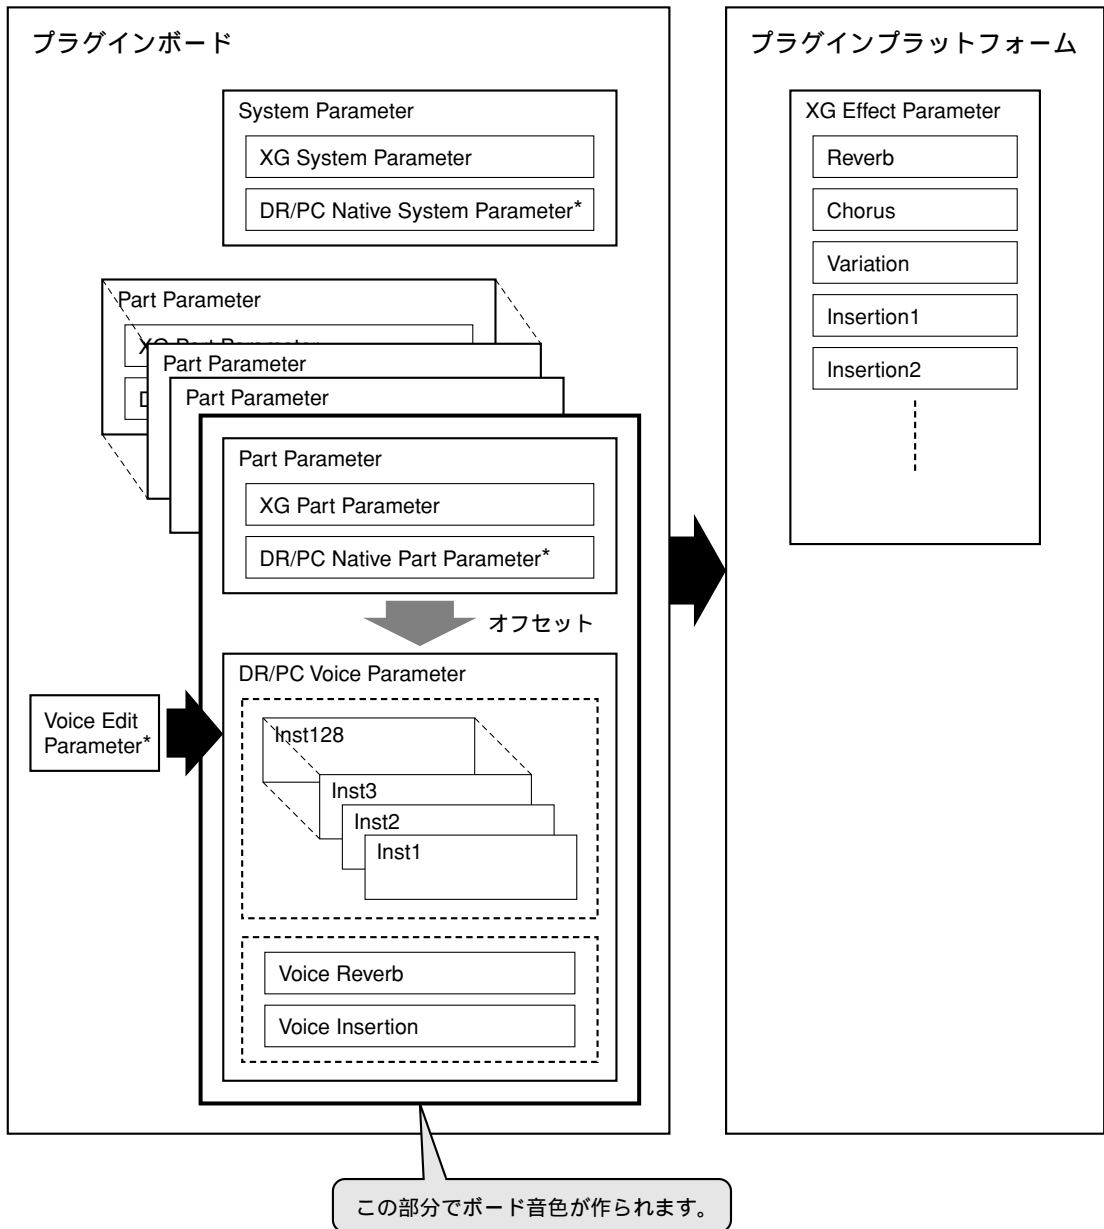 プラグインボード
System Parameter
XG System Parameter
DR/PC Native System Parameter*
Part Parameter
XG Part Parameter
D
Part Parameter
Part Parameter
Part Parameter
XG Part Parameter
DR/PC Native Part Parameter*
オフセット
DR/PC Voice Parameter
Voice Edit
Parameter*
Inst128
Inst3
Inst2
Inst1
Voice Reverb
Voice Insertion
この部分でボード音色が作られます。
プラグインプラットフォーム
XG Effect Parameter
Reverb
Chorus
Variation
Insertion1
Insertion2